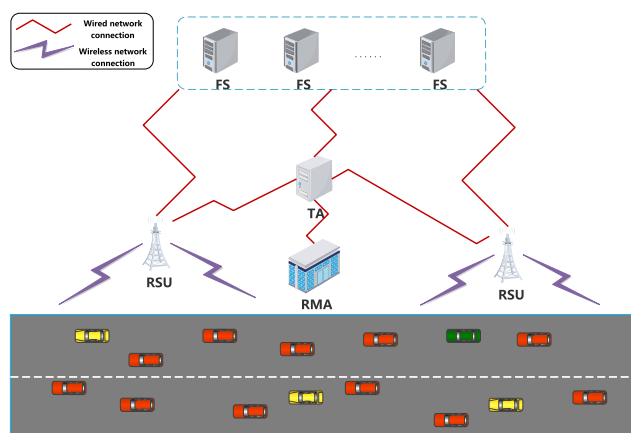 Wired network
connection
Wireless network
connection
FS
FS
......
FS
TA
RSU
RMA
RSU